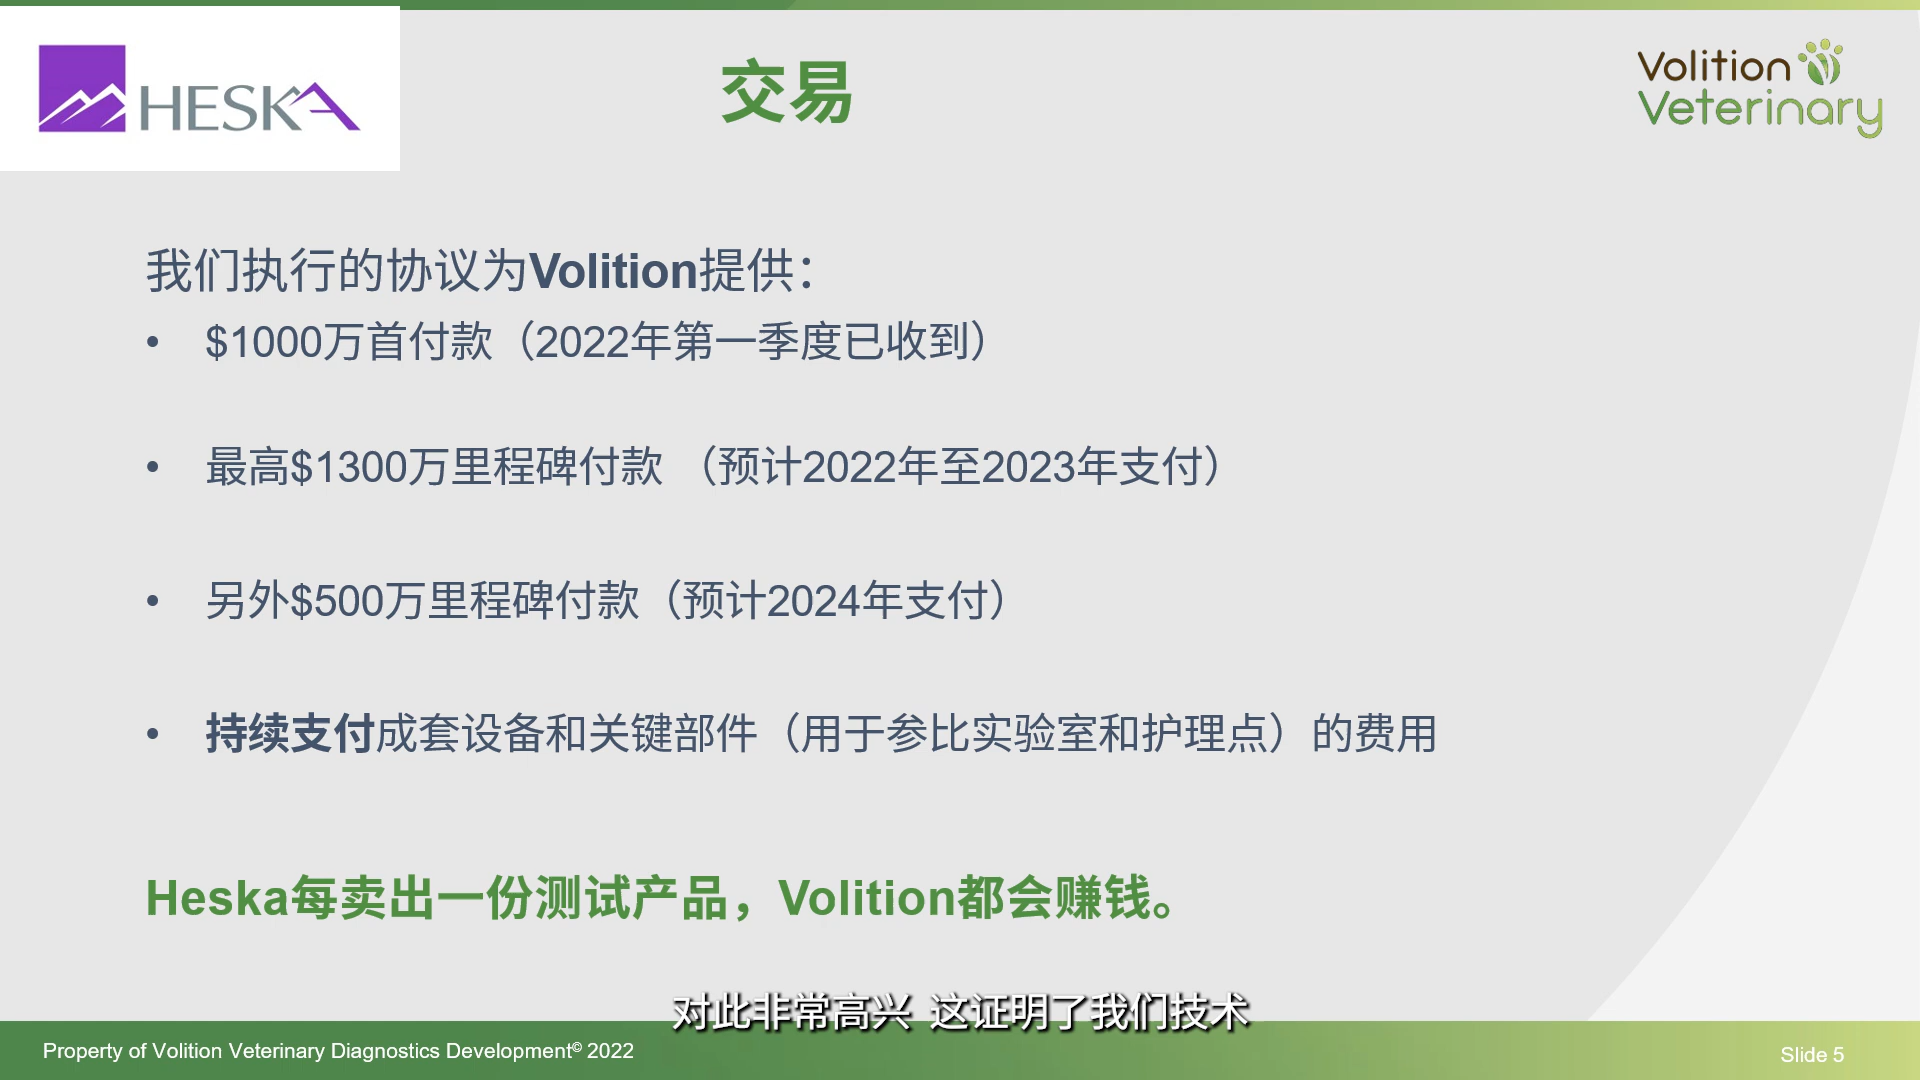 HESKA
交易
Volition
Veterinary
我们执行的协议为Volition提供：
• $1000万首付款（2022年第一季度已收到）
• 最高$1300万里程碑付款 （预计2022年至2023年支付）
• 另外$500万里程碑付款（预计2024年支付）
• 持续支付成套设备和关键部件（用于参比实验室和护理点）的费用
Heska每卖出一份测试产品，Volition都会赚钱。
对此非常高兴 这证明了我们技术
Property of Volition Veterinary Diagnostics Development© 2022
Slide 5